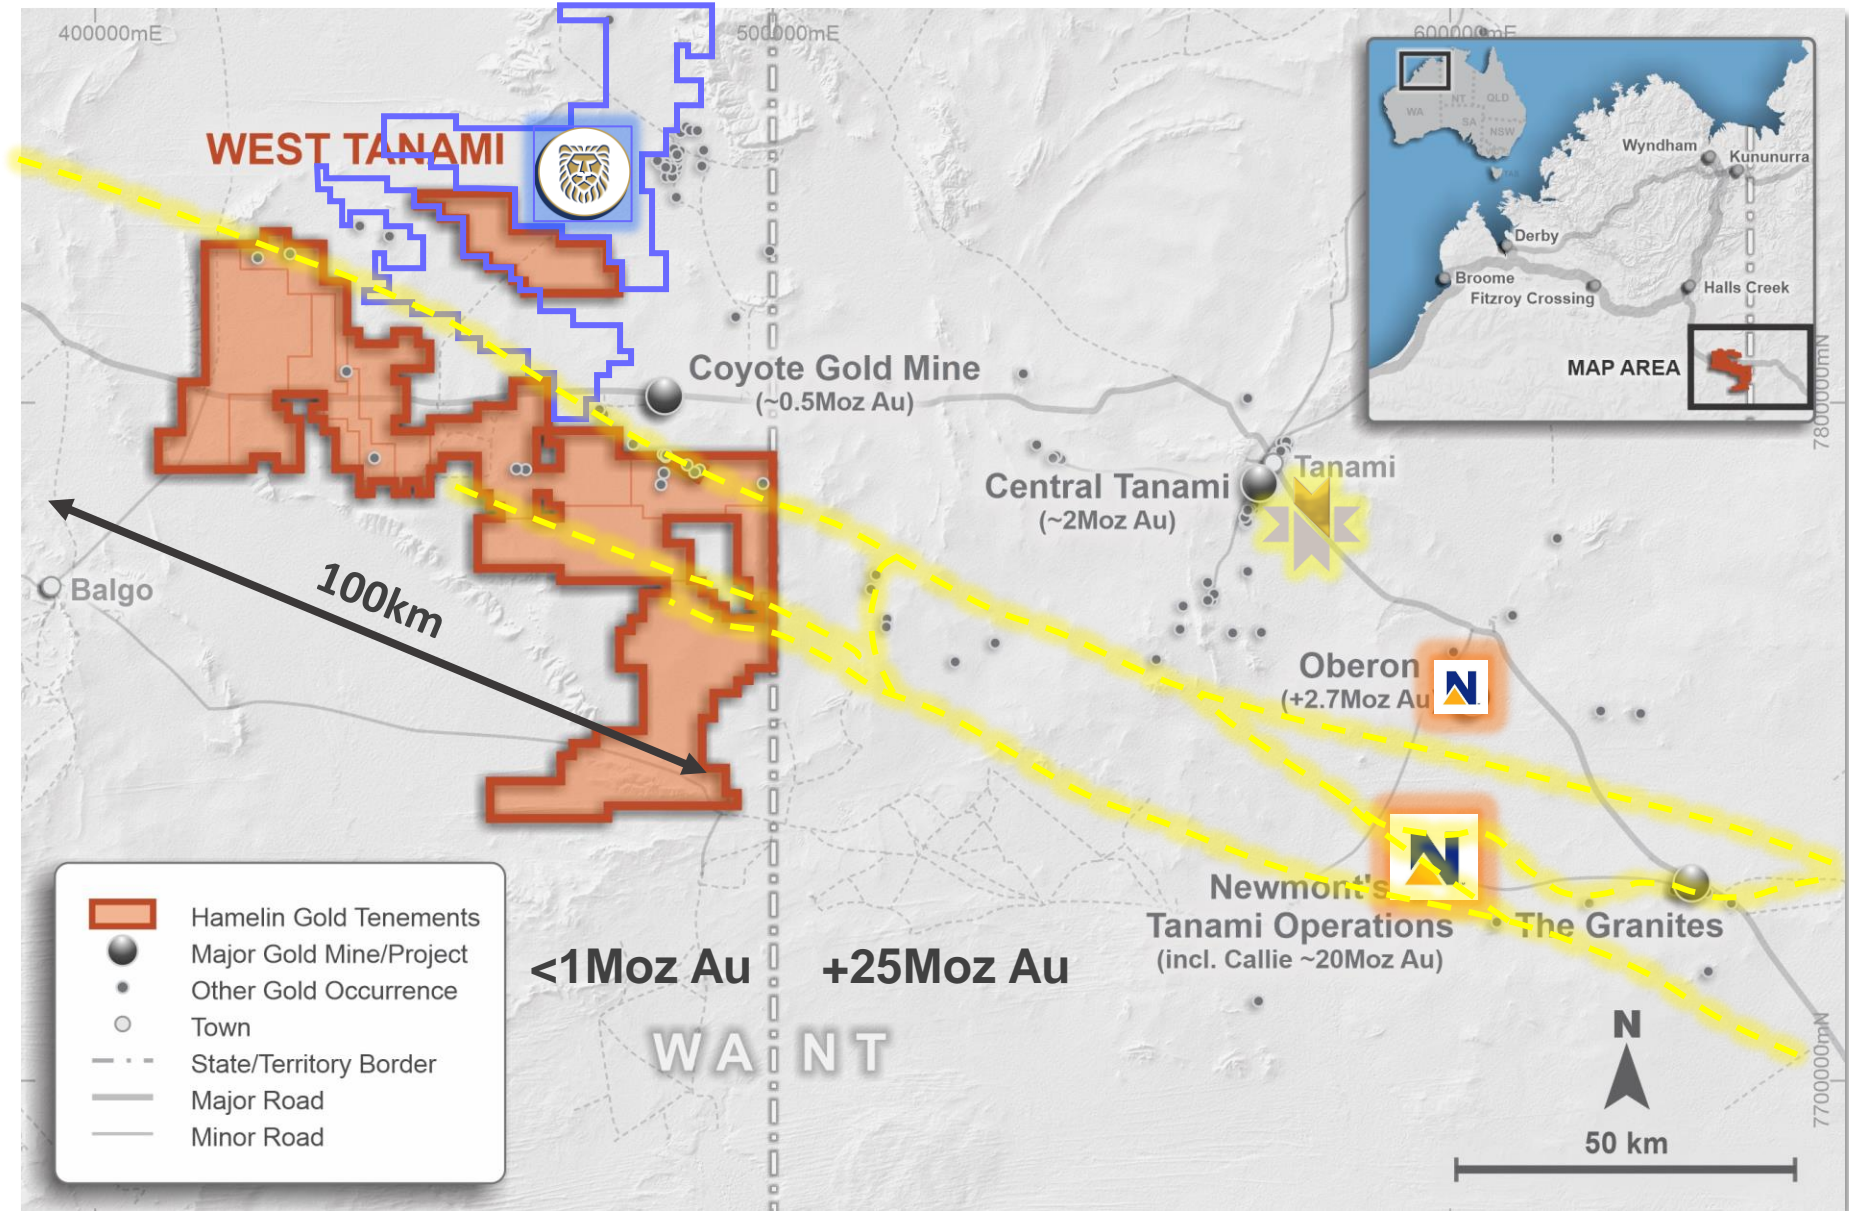 400000mE
500000mE
600000mE
WEST TANAMI
WA
NT
QLD
SA
NSW
TAS
Wyndham
Kununurra
Derby
Broome
Fitzroy Crossing
Halls Creek
MAP AREA
7800000mN
Coyote Gold Mine
(~0.5Moz Au)
Central Tanami
(~2Moz Au)
Tanami
Balgo
100km
Oberon
(+2.7Moz Au
N
Newmont's
Tanami Operations
(incl. Callie ~20Moz Au)
N
The Granites
<1Moz Au
+25Moz Au
WA
NT
Hamelin Gold Tenements
Major Gold Mine/Project
Other Gold Occurrence
Town
State/Territory Border
Major Road
Minor Road
N
50 km
7700000mN